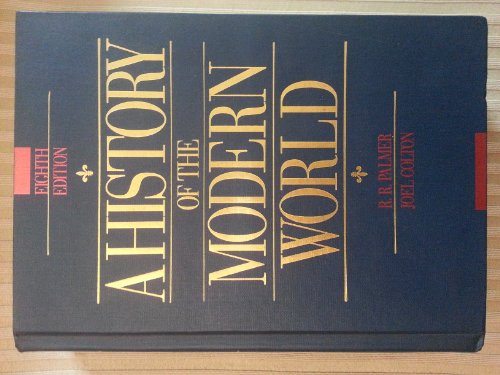 EIGHTH
EDITION
A HISTORY
OF THE
MODERN
WORLD
R. R. PALMER
JOEL COLTON